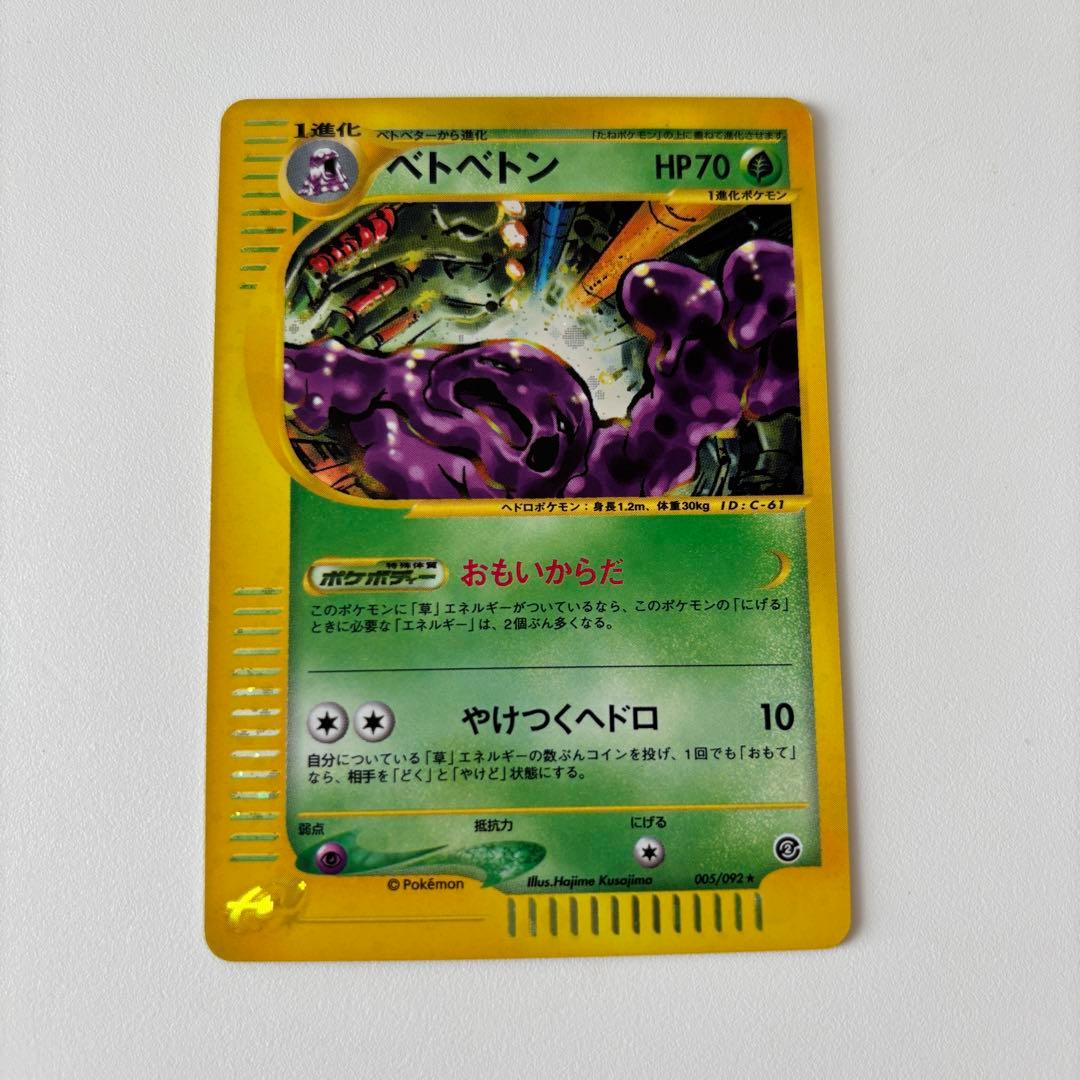 1進化 ベトベターから進化 「たねポケモン」の上に重ねて進化させます
ベトベトン HP70
1進化ポケモン
ヘドロポケモン：身長1.2m、体重30kg ID:C-61
特殊体質
ポケボディー おもいからだ
このポケモンに「草」エネルギーがついているなら、このポケモンの「にげる」
ときに必要な「エネルギー」は、2個ぶん多くなる。
やけつくヘドロ 10
自分についている「草」エネルギーの数ぶんコインを投げ、1回でも「おもて」
なら、相手を「どく」と「やけど」状態にする。
弱点 抵抗力 にげる
2
©Pokémon Illus.Hajime Kusajima 005/092★